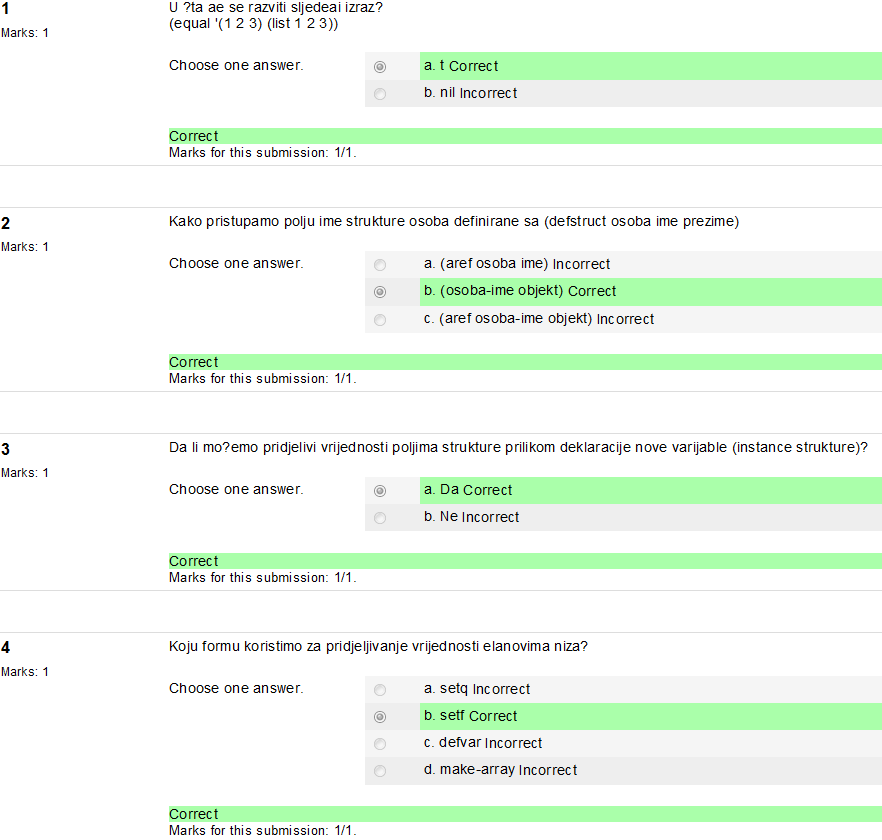 1
Marks: 1
U ?ta ae se razviti sljedeai izraz?
(equal '(1 2 3) (list 1 2 3))
Choose one answer.
a. t Correct
b. nil Incorrect
Correct
Marks for this submission: 1/1.
2
Marks: 1
Kako pristupamo polju ime strukture osoba definirane sa (defstruct osoba ime prezime)
Choose one answer.
a. (aref osoba ime) Incorrect
b. (osoba-ime objekt) Correct
c. (aref osoba-ime objekt) Incorrect
Correct
Marks for this submission: 1/1.
3
Marks: 1
Da li mo?emo pridjelivi vrijednosti poljima strukture prilikom deklaracije nove varijable (instance strukture)?
Choose one answer.
a. Da Correct
b. Ne Incorrect
Correct
Marks for this submission: 1/1.
4
Marks: 1
Koju formu koristimo za pridjeljivanje vrijednosti elanovima niza?
Choose one answer.
a. setq Incorrect
b. setf Correct
c. defvar Incorrect
d. make-array Incorrect
Correct
Marks for this submission: 1/1.